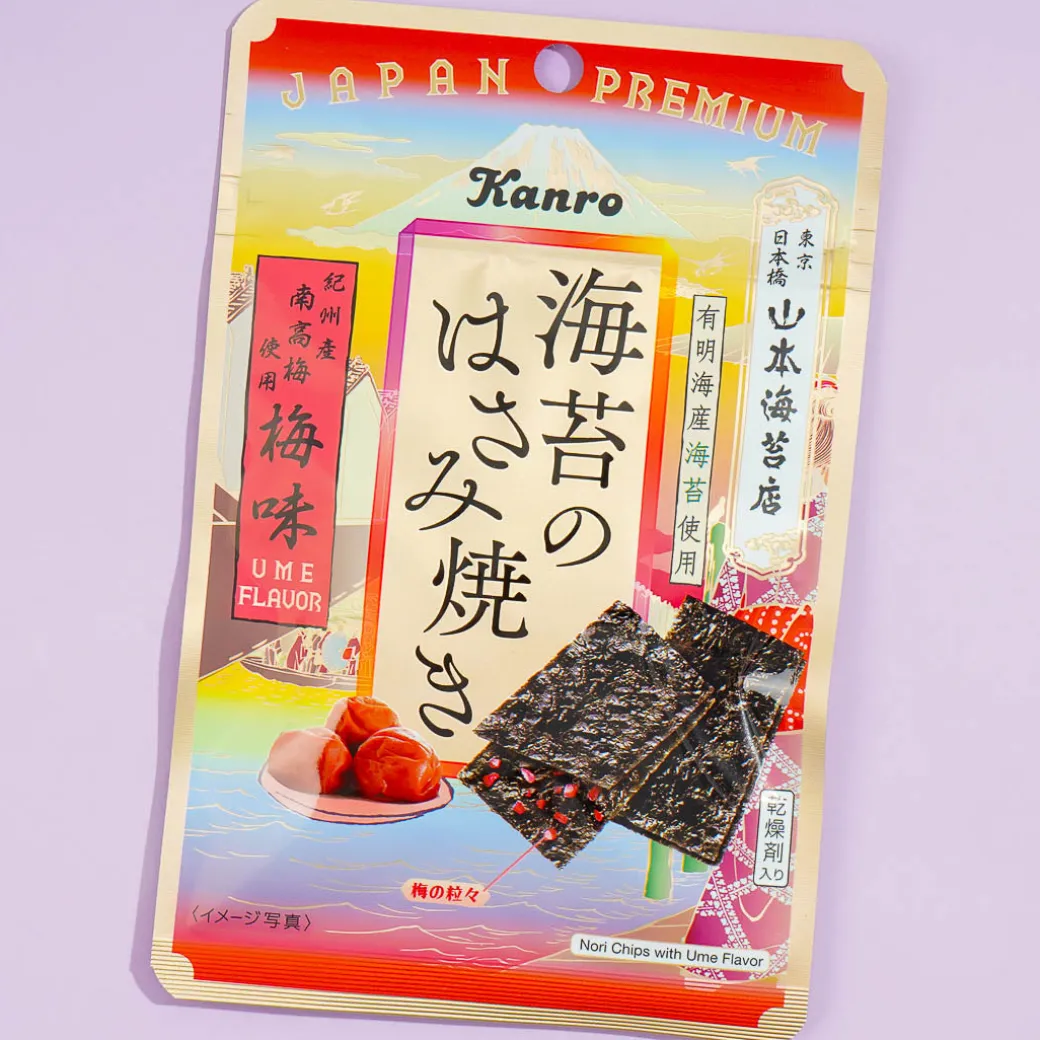 JAPAN PREMIUM
Kanro
東京
日本橋
山本海苔店
有明海産海苔使用
海苔の
はさみ焼き
紀州産
南高梅
使用
梅味
UME
FLAVOR
梅の粒々
乾燥剤
入り
〈イメージ写真〉
Nori Chips with Ume Flavor